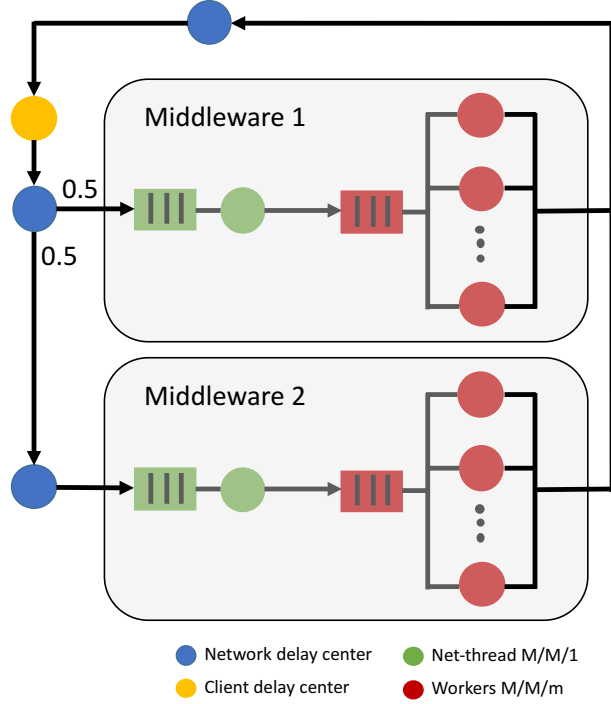 Middleware 1
0.5
0.5
Middleware 2
Network delay center
Net-thread M/M/1
Client delay center
Workers M/M/m